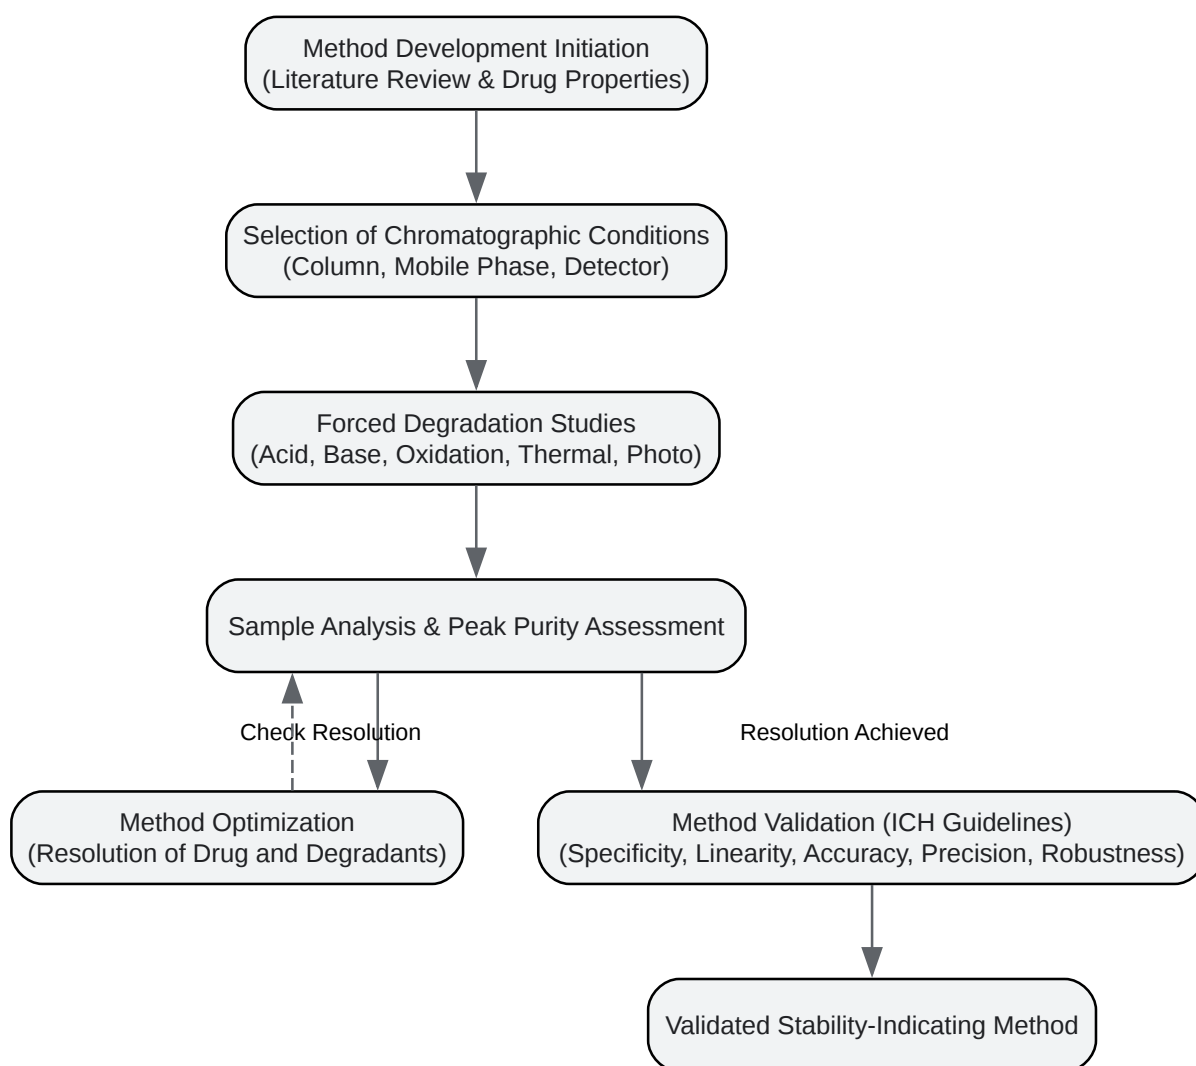 Method Development Initiation
(Literature Review & Drug Properties)
Selection of Chromatographic Conditions
(Column, Mobile Phase, Detector)
Forced Degradation Studies
(Acid, Base, Oxidation, Thermal, Photo)
Sample Analysis & Peak Purity Assessment
Check Resolution
Resolution Achieved
Method Optimization
(Resolution of Drug and Degradants)
Method Validation (ICH Guidelines)
(Specificity, Linearity, Accuracy, Precision, Robustness)
Validated Stability-Indicating Method